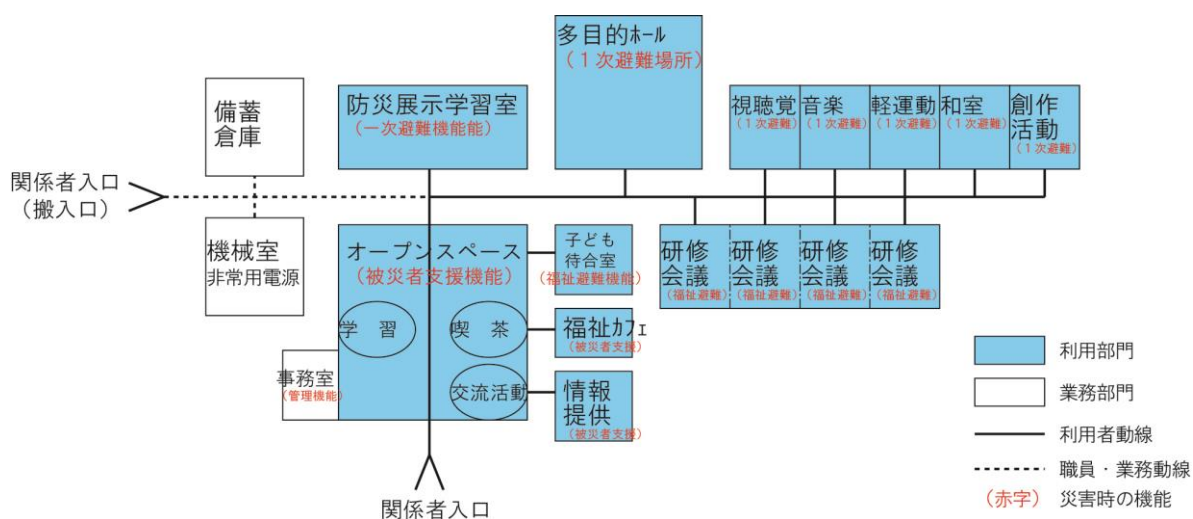 多目的ホール
(１次避難場所)
備蓄
倉庫
防災展示学習室
(一次避難機能能)
視聴覚
(１次避難)
音楽
(１次避難)
軽運動
(１次避難)
和室
(１次避難)
創作
活動
(１次避難)
関係者入口
(搬入口)
機械室
非常用電源
オープンスペース
(被災者支援機能)
子ども
待合室
(福祉避難機能)
研修
会議
(福祉避難)
研修
会議
(福祉避難)
研修
会議
(福祉避難)
研修
会議
(福祉避難)
学 習
喫 茶
福祉カフェ
(被災者支援)
事務室
(管理機能)
交流活動
情報
提供
(被災者支援)
関係者入口
利用部門
業務部門
利用者動線
職員・業務動線
(赤字) 災害時の機能